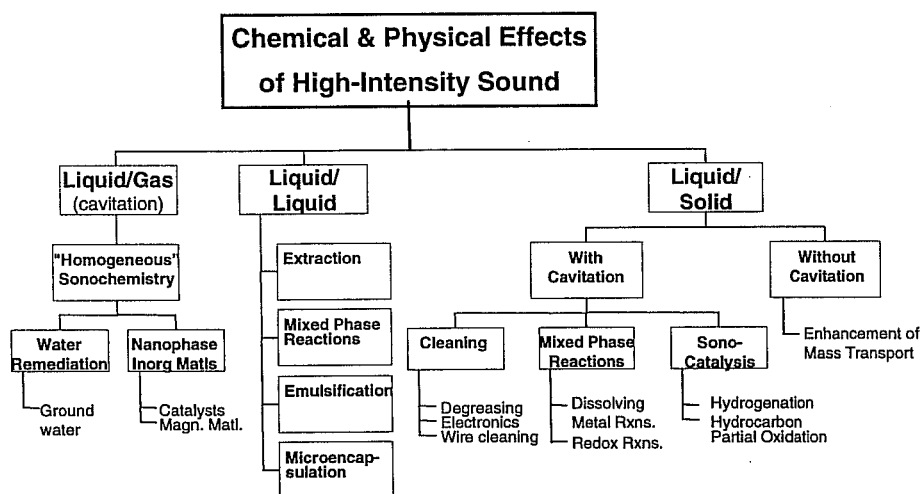 Chemical & Physical Effects
of High-Intensity Sound
Liquid/Gas
(cavitation)
Liquid/
Liquid
Liquid/
Solid
"Homogeneous"
Sonochemistry
Extraction
With
Cavitation
Without
Cavitation
Water
Remediation
Nanophase
Inorg Matls
Mixed Phase
Reactions
Cleaning
Mixed Phase
Reactions
Sono-
Catalysis
Enhancement of
Mass Transport
Ground
water
Catalysts
Magn. Matl.
Emulsification
Degreasing
Electronics
Wire cleaning
Dissolving
Metal Rxns.
Redox Rxns.
Hydrogenation
Hydrocarbon
Partial Oxidation
Microencap-
sulation